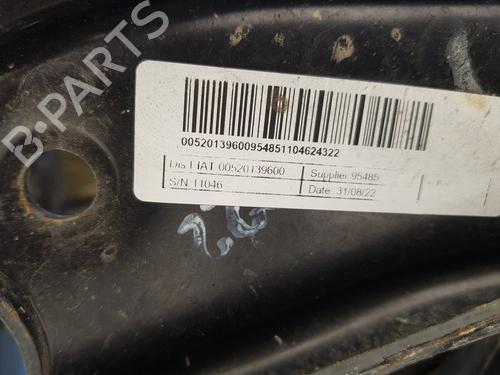 00520139600954851104624322
Dis.FIAT 00520139600
Supplier 95485
S/N 11046
Date: 31/08/22
B-PARTS